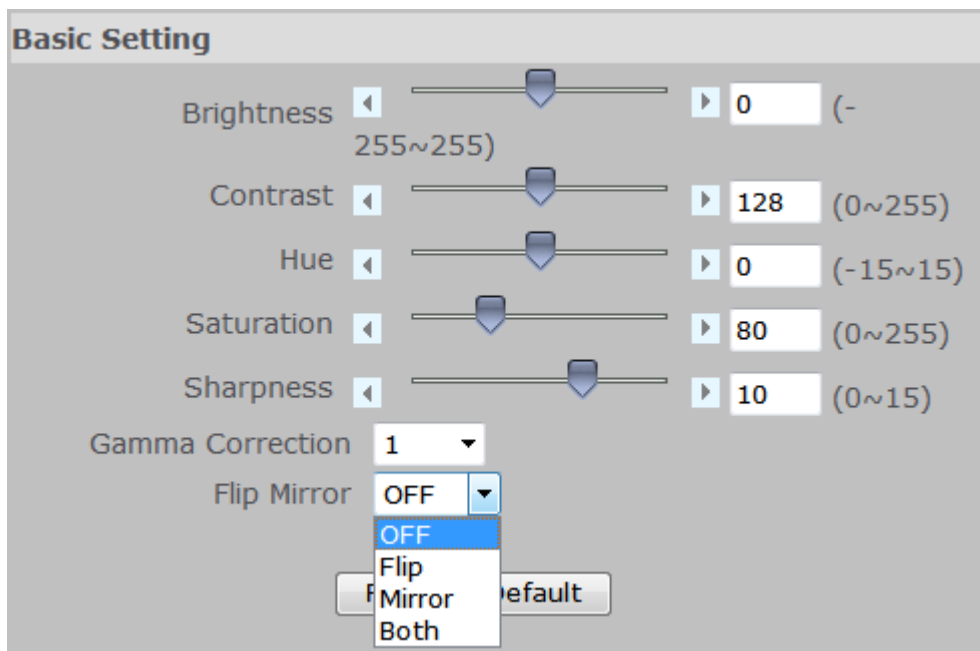 Basic Setting
Brightness 0 (-
255~255)
Contrast 128 (0~255)
Hue 0 (-15~15)
Saturation 80 (0~255)
Sharpness 10 (0~15)
Gamma Correction 1
Flip Mirror OFF
OFF
Flip
Mirror
Both